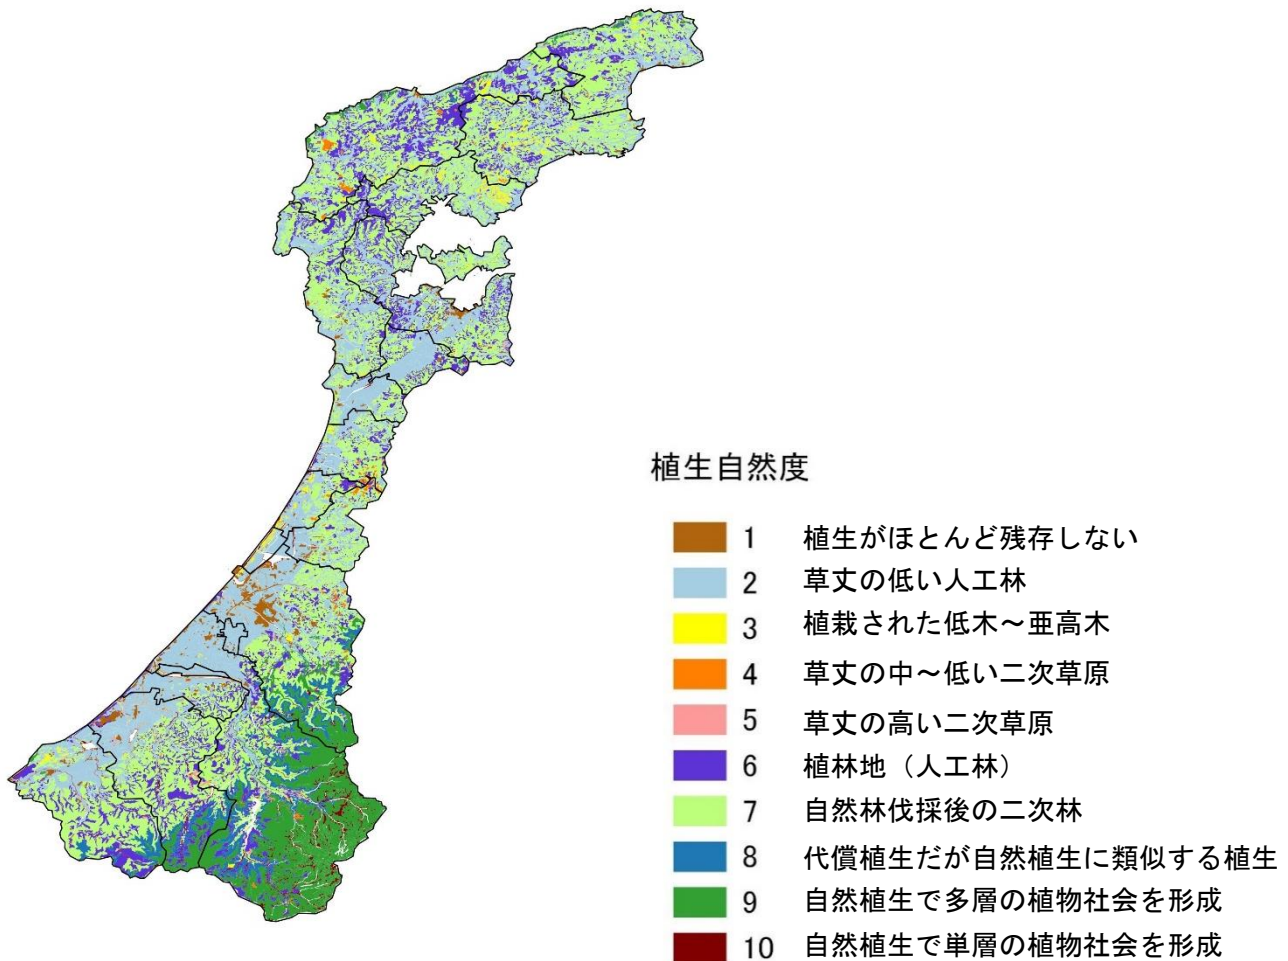 植生自然度
1 植生がほとんど残存しない
2 草丈の低い人工林
3 植栽された低木～亜高木
4 草丈の中～低い二次草原
5 草丈の高い二次草原
6 植林地（人工林）
7 自然林伐採後の二次林
8 代償植生だが自然植生に類似する植生
9 自然植生で多層の植物社会を形成
10 自然植生で単層の植物社会を形成